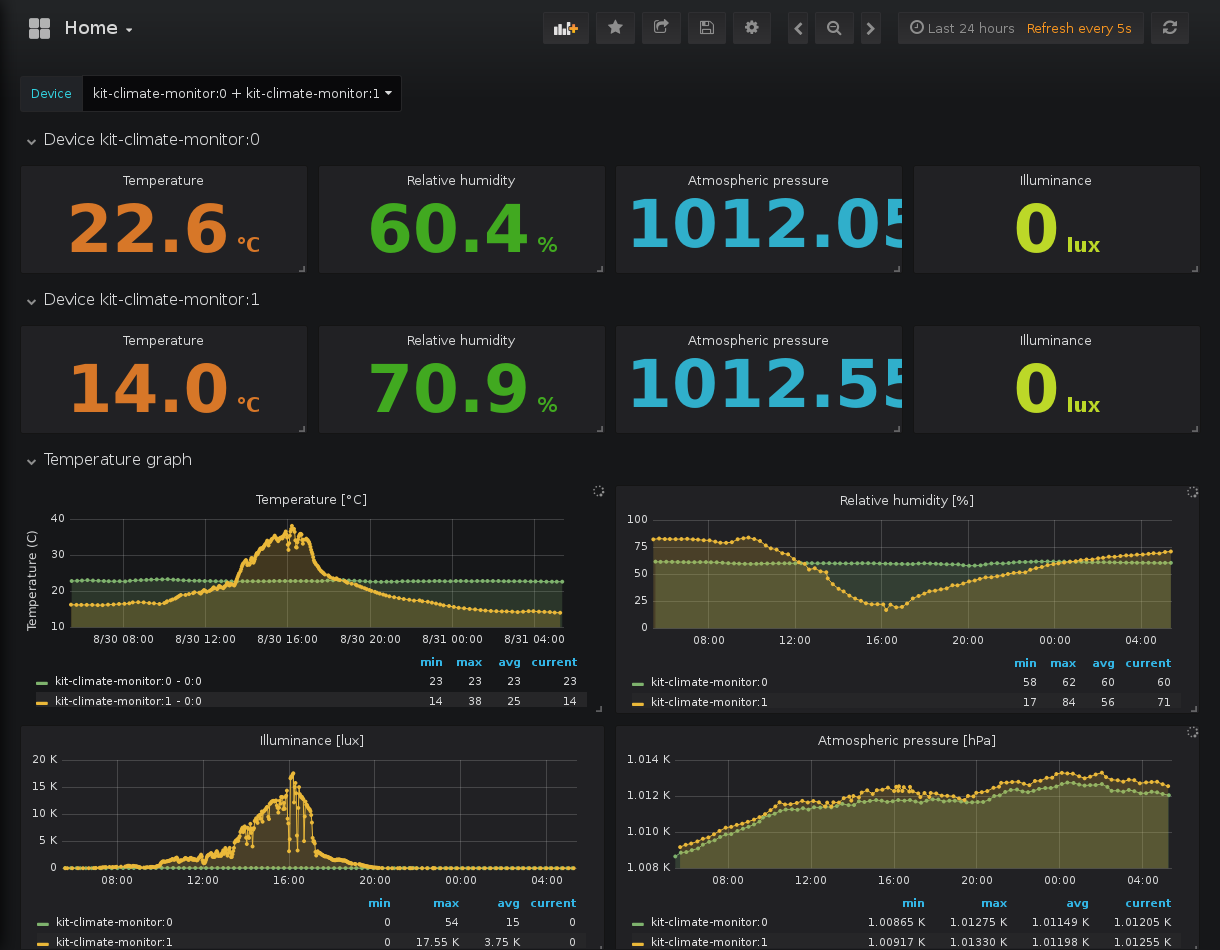 Home
Last 24 hours Refresh every 5s
Device kit-climate-monitor:0 + kit-climate-monitor:1
Device kit-climate-monitor:0
Temperature Relative humidity Atmospheric pressure Illuminance
22.6 °C 60.4 % 1012.05 0 lux
Device kit-climate-monitor:1
Temperature Relative humidity Atmospheric pressure Illuminance
14.0 °C 70.9 % 1012.55 0 lux
Temperature graph
Temperature [°C]
Temperature (C)
40
30
20
10
8/30 08:00 8/30 12:00 8/30 16:00 8/30 20:00 8/31 00:00 8/31 04:00
min max avg current
kit-climate-monitor:0 - 0:0 23 23 23 23
kit-climate-monitor:1 - 0:0 14 38 25 14
Relative humidity [%]
100
75
50
25
0
08:00 12:00 16:00 20:00 00:00 04:00
min max avg current
kit-climate-monitor:0 58 62 60 60
kit-climate-monitor:1 17 84 56 71
Illuminance [lux]
20 K
15 K
10 K
5 K
0
08:00 12:00 16:00 20:00 00:00 04:00
min max avg current
kit-climate-monitor:0 0 54 15 0
kit-climate-monitor:1 0 17.55 K 3.75 K 0
Atmospheric pressure [hPa]
1.014 K
1.012 K
1.010 K
1.008 K
08:00 12:00 16:00 20:00 00:00 04:00
min max avg current
kit-climate-monitor:0 1.00865 K 1.01275 K 1.01149 K 1.01205 K
kit-climate-monitor:1 1.00917 K 1.01330 K 1.01198 K 1.01255 K